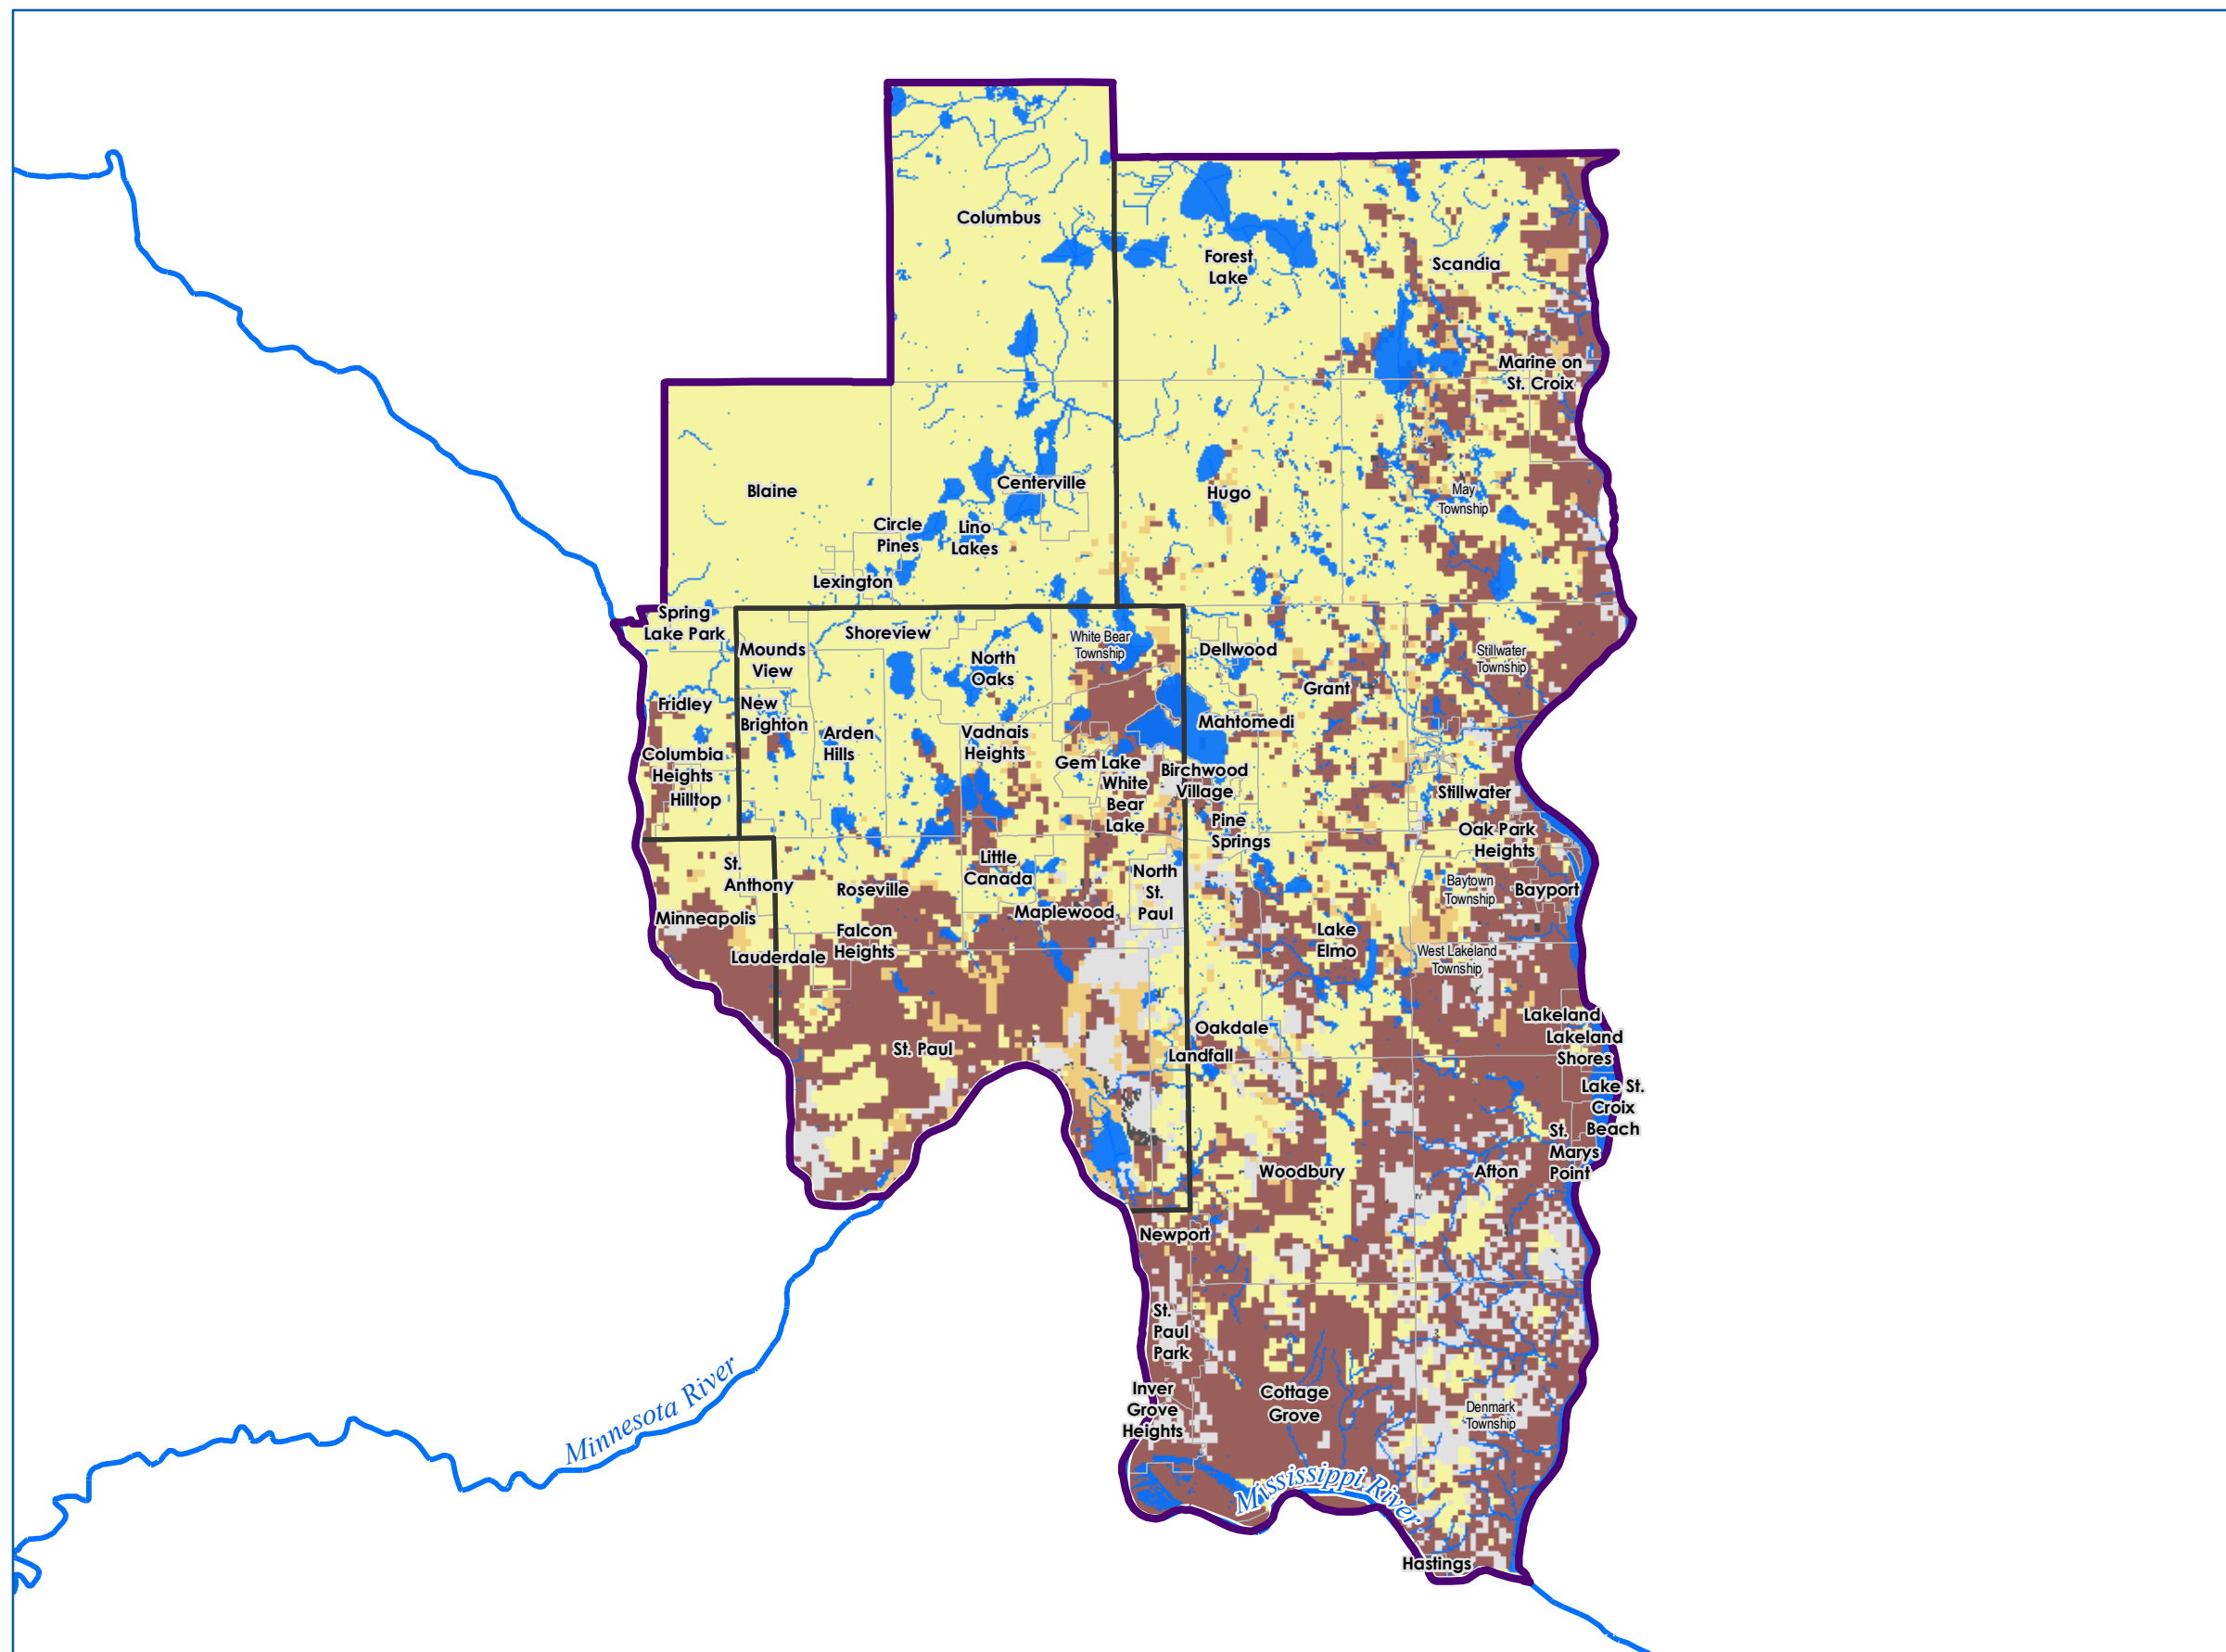 Columbus
Forest
Lake
Scandia
Marine on
St. Croix
Blaine
Centerville
Hugo
May
Township
Circle
Pines
Lino
Lakes
Lexington
Spring
Lake Park
Shoreview
White Bear
Township
Mounds
View
North
Oaks
Dellwood
Stillwater
Township
Grant
Fridley
New
Brighton
Arden
Hills
Vadnais
Heights
Mahtomedi
Columbia
Heights
Gem Lake
Birchwood
Village
White
Bear
Lake
Hilltop
Stillwater
Pine
Springs
Oak Park
Heights
St.
Anthony
Little
Canada
North
St.
Paul
Roseville
Baytown
Township
Bayport
Minneapolis
Maplewood
Falcon
Heights
Lake
Elmo
Lauderdale
West Lakeland
Township
Lakeland
Oakdale
Lakeland
Shores
St. Paul
Landfall
Lake St.
Croix
Beach
St.
Marys
Point
Woodbury
Afton
Newport
St.
Paul
Park
Inver
Grove
Heights
Cottage
Grove
Denmark
Township
Minnesota River
Mississippi River
Hastings